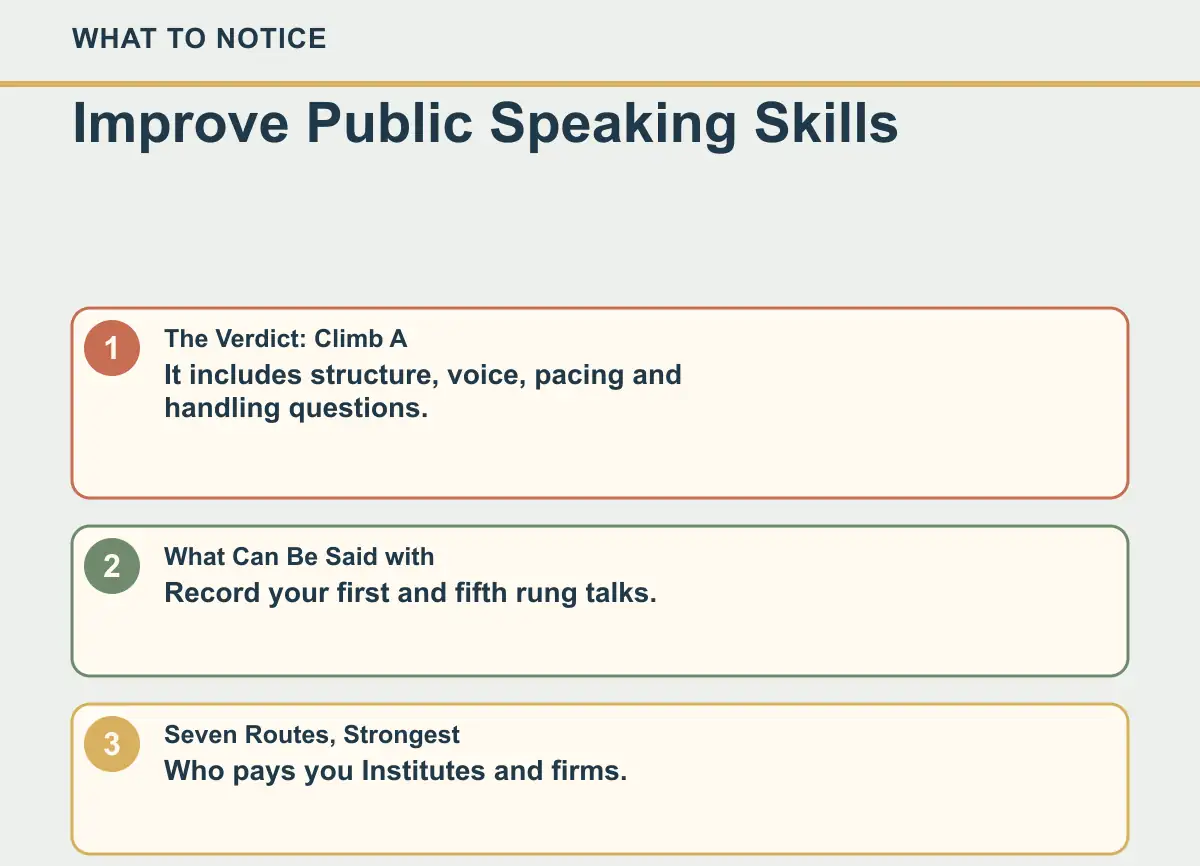 WHAT TO NOTICE
Improve Public Speaking Skills
1
The Verdict: Climb A
It includes structure, voice, pacing and
handling questions.
2
What Can Be Said with
Record your first and fifth rung talks.
3
Seven Routes, Strongest
Who pays you Institutes and firms.